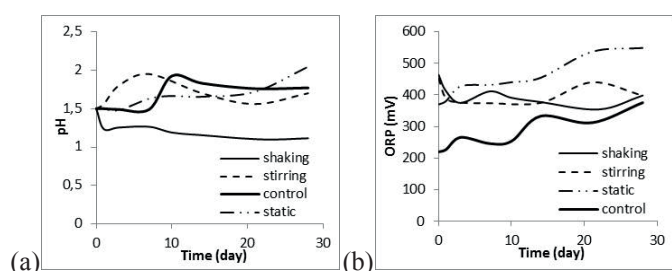 (a)
2,5
2
1,5
1
0,5
0
pH
0
10
20
30
Time (day)
shaking
stirring
control
static
(b)
600
500
400
300
200
100
0
ORP (mV)
0
10
20
30
Time (day)
shaking
stirring
static
control